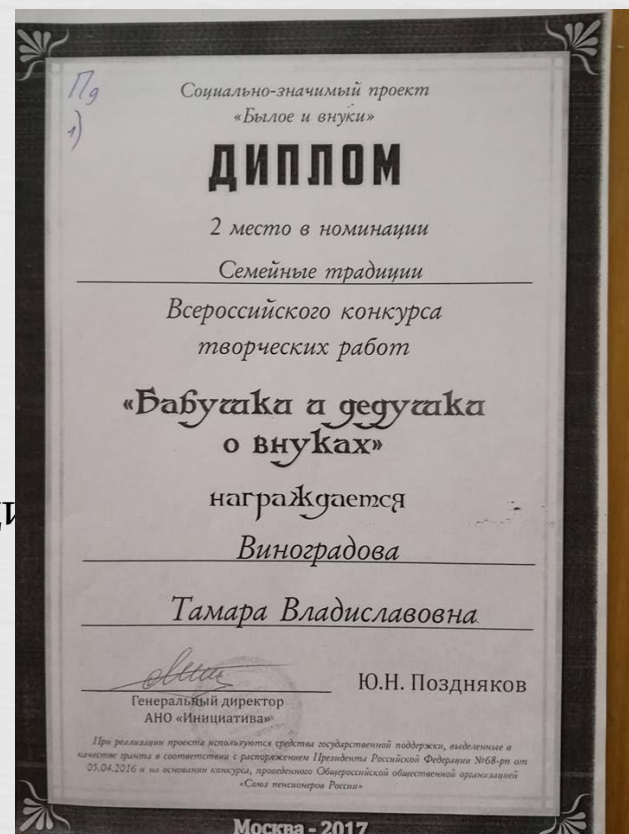 Пд
1)
Социально-значимый проект
«Былое и внуки»
ДИПЛОМ
2 место в номинации
Семейные традиции
Всероссийского конкурса
творческих работ
«Бабушки и дедушки
о внуках»
награждается
Виноградова
Тамара Владиславовна
Ю.Н. Поздняков
Генеральный директор
АНО «Инициатива»
При реализации проекта используются средства государственной поддержки, выделенные в
качестве гранта в соответствии с распоряжением Президента Российской Федерации №68-рп от
05.04.2016 и на основании конкурса, проведенного Общероссийской общественной организацией
«Союз пенсионеров России»
Москва - 2017